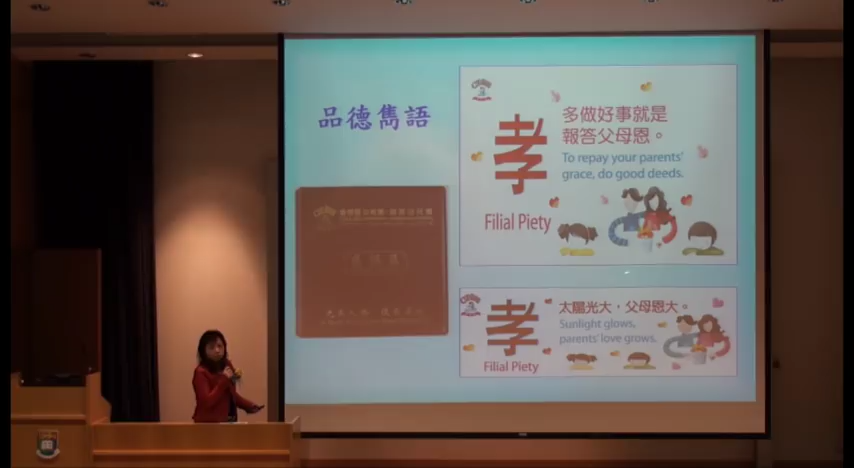 品德雋語
孝
Filial Piety
多做好事就是
報答父母恩。
To repay your parents'
grace, do good deeds.
孝
Filial Piety
太陽光大，父母恩大。
Sunlight glows,
parents' love grows.